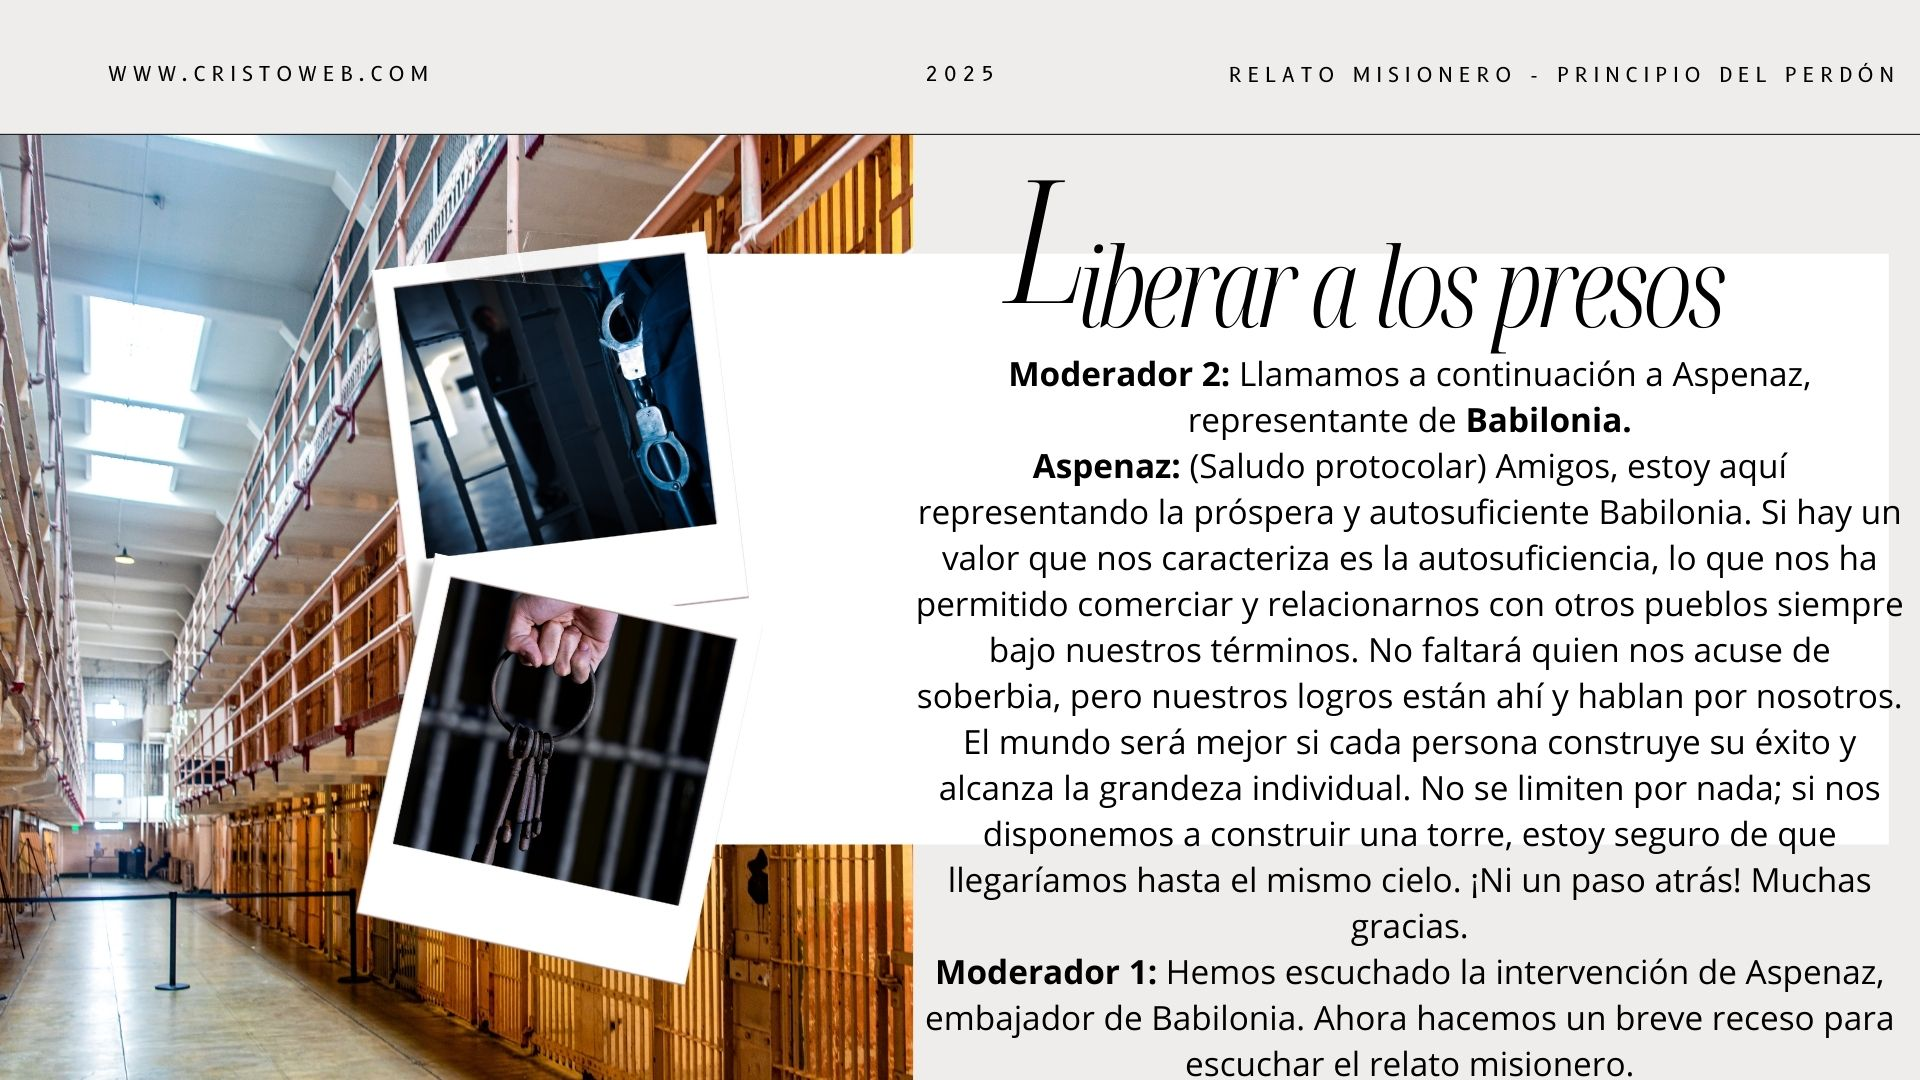 WWW.CRISTOWEB.COM
2025
RELATO MISIONERO - PRINCIPIO DEL PERDÓN
Liberar a los presos
Moderador 2: Llamamos a continuación a Aspenaz,
representante de Babilonia.
Aspenaz: (Saludo protocolar) Amigos, estoy aquí
representando la próspera y autosuficiente Babilonia. Si hay un
valor que nos caracteriza es la autosuficiencia, lo que nos ha
permitido comerciar y relacionarnos con otros pueblos siempre
bajo nuestros términos. No faltará quien nos acuse de
soberbia, pero nuestros logros están ahí y hablan por nosotros.
El mundo será mejor si cada persona construye su éxito y
alcanza la grandeza individual. No se limiten por nada; si nos
disponemos a construir una torre, estoy seguro de que
llegaríamos hasta el mismo cielo. ¡Ni un paso atrás! Muchas
gracias.
Moderador 1: Hemos escuchado la intervención de Aspenaz,
embajador de Babilonia. Ahora hacemos un breve receso para
escuchar el relato misionero.